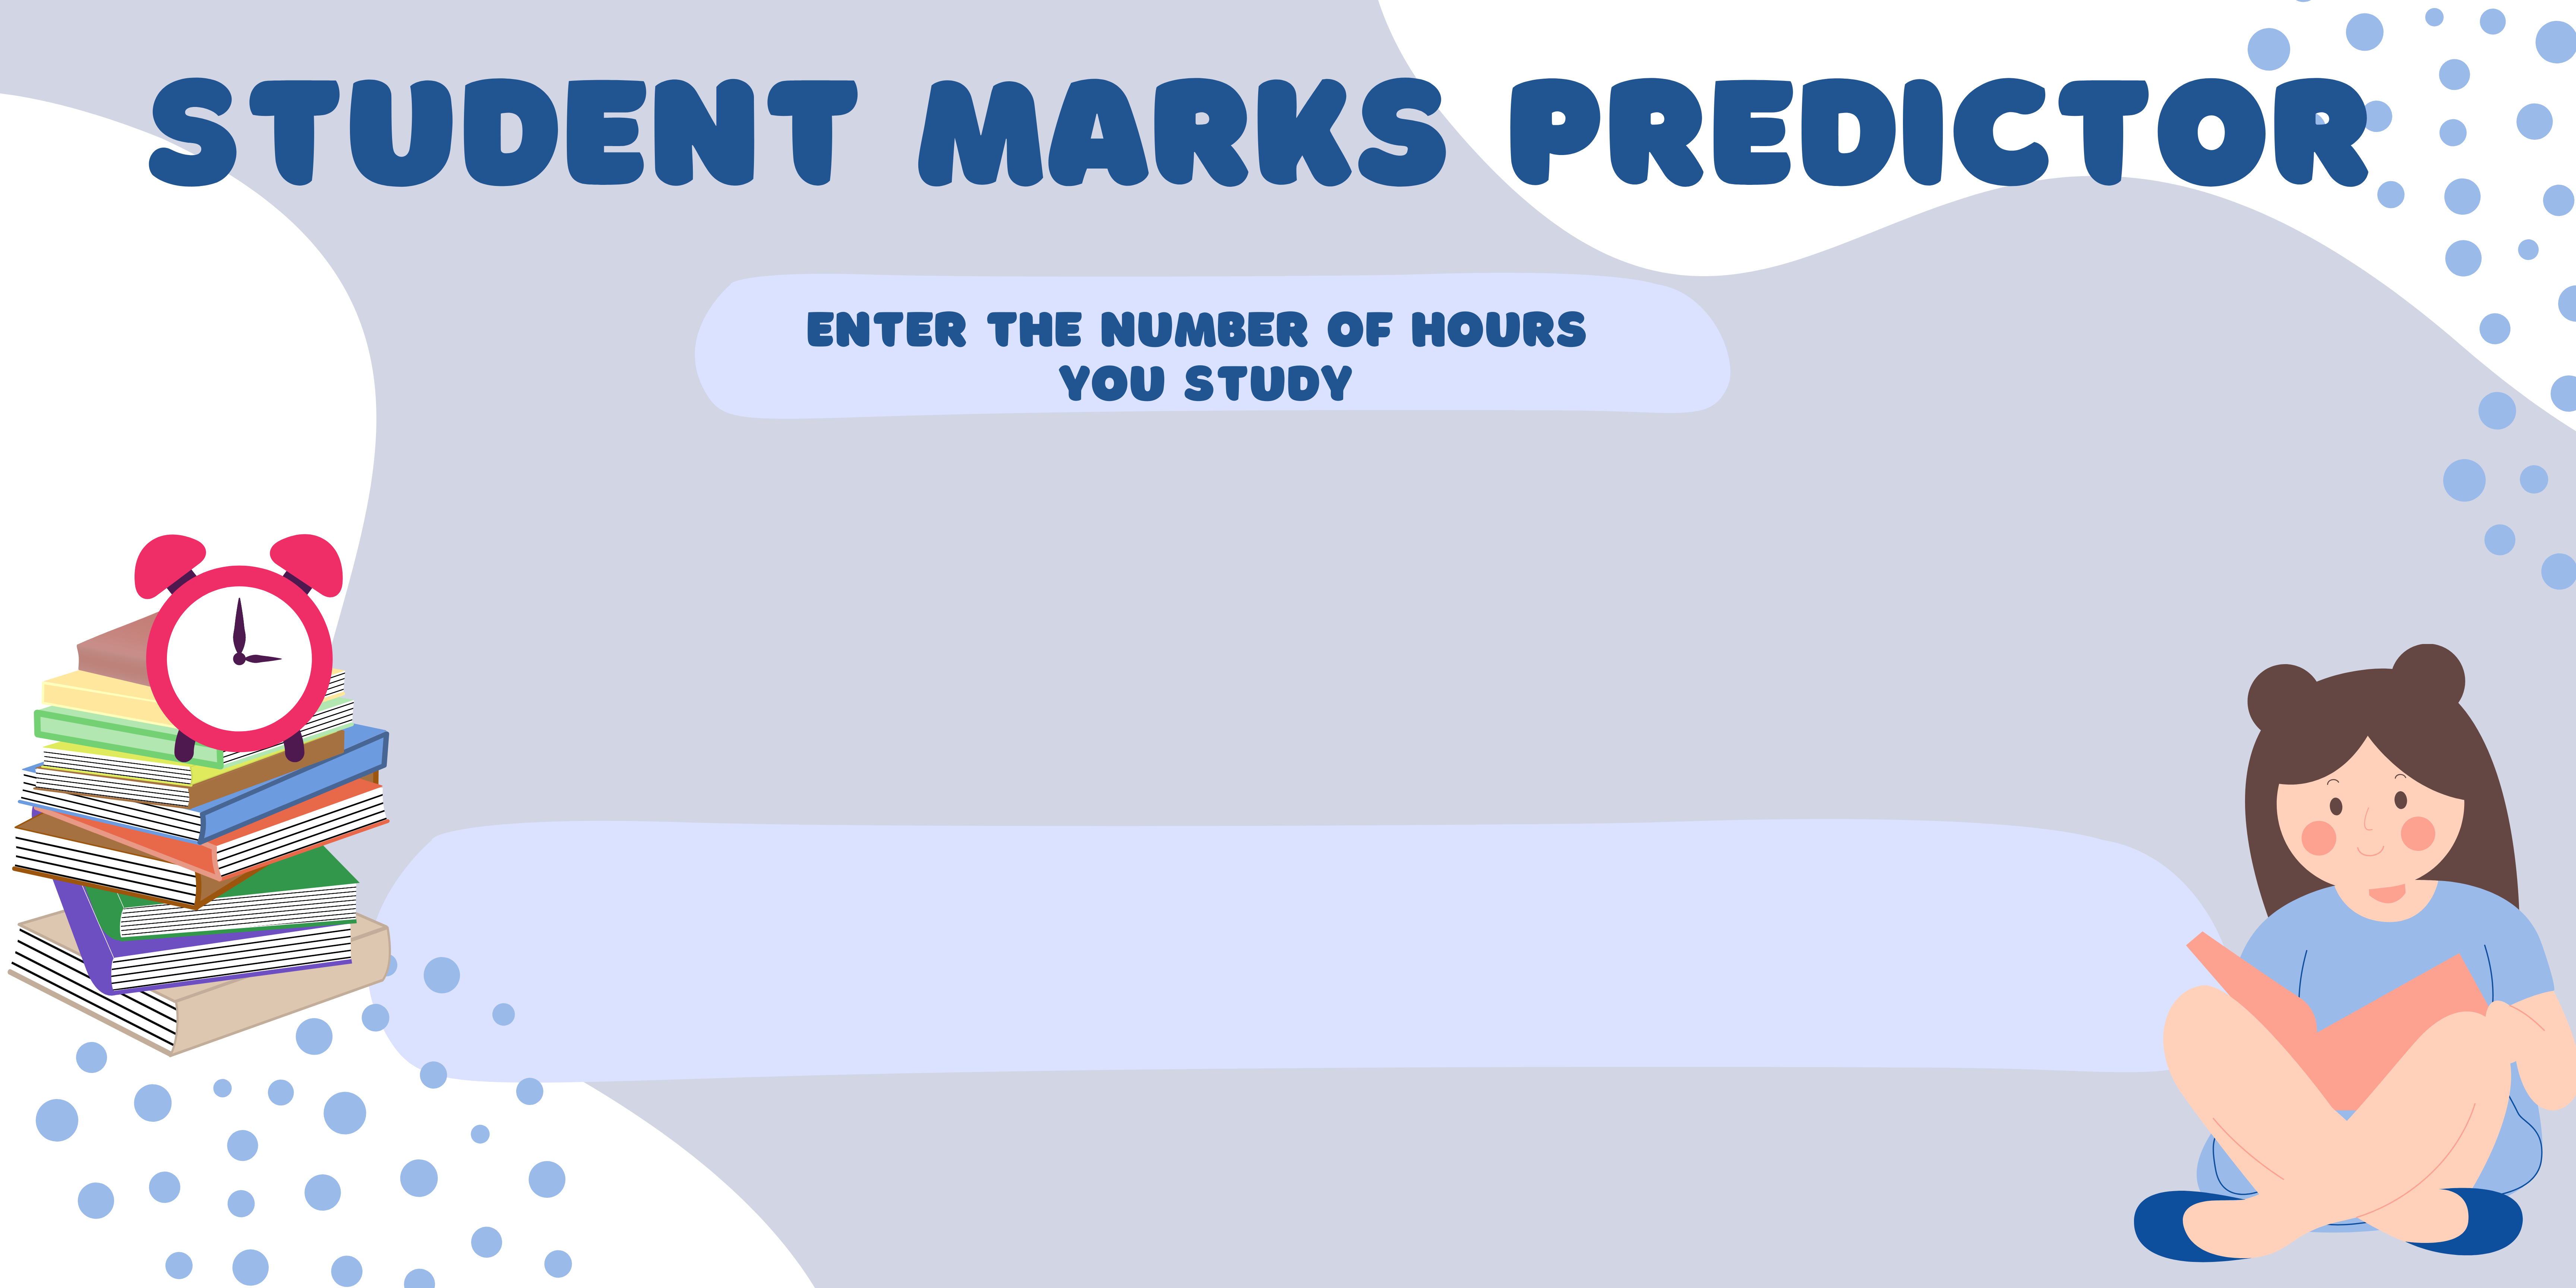 STUDENT MARKS PREDICTOR
ENTER THE NUMBER OF HOURS
YOU STUDY